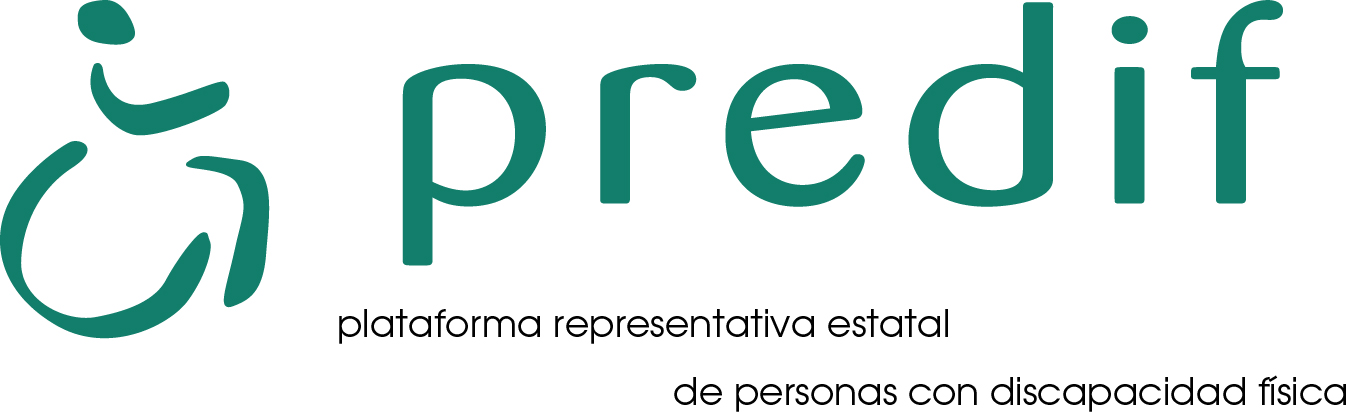 predif
plataforma representativa estatal
de personas con discapacidad física